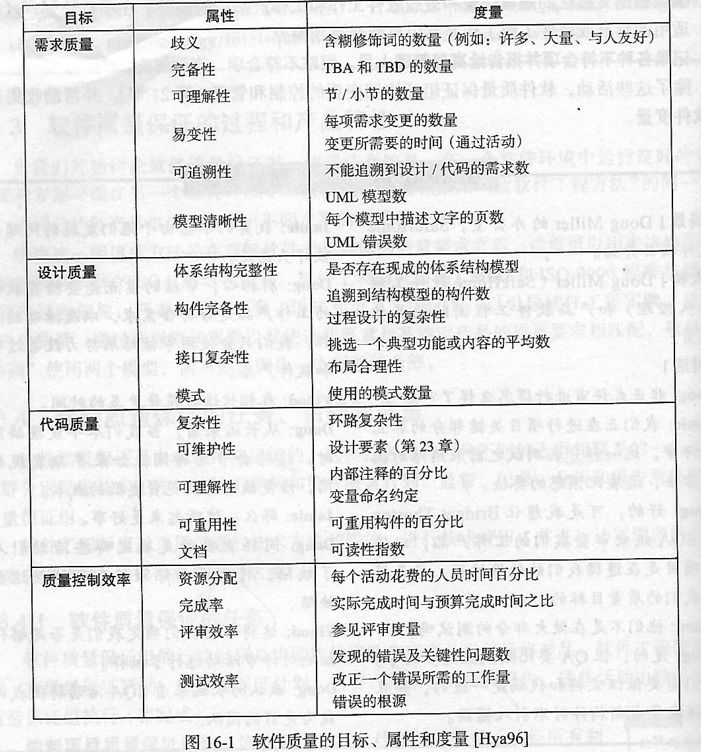 目标 属性 度量
需求质量 歧义 含糊修饰词的数量(例如:许多、大量、与人友好)
完备性 TBA 和 TBD 的数量
可理解性 节/小节的数量
易变性 每项需求变更的数量
变更所需要的时间(通过活动)
可追溯性 不能追溯到设计/代码的需求数
UML 模型数
模型清晰性 每个模型中描述文字的页数
UML 错误数
设计质量 体系结构完整性 是否存在现成的体系结构模型
构件完备性 追溯到结构模型的构件数
过程设计的复杂性
接口复杂性 挑选一个典型功能或内容的平均数
布局合理性
模式 使用的模式数量
代码质量 复杂性 环路复杂性
可维护性 设计要素(第 23 章)
可理解性 内部注释的百分比
变量命名约定
可重用性 可重用构件的百分比
文档 可读性指数
质量控制效率 资源分配 每个活动花费的人员时间百分比
完成率 实际完成时间与预算完成时间之比
评审效率 参见评审度量
发现的错误及关键性问题数
测试效率 改正一个错误所需的工作量
错误的根源
图 16-1 软件质量的目标、属性和度量 [Hya96]